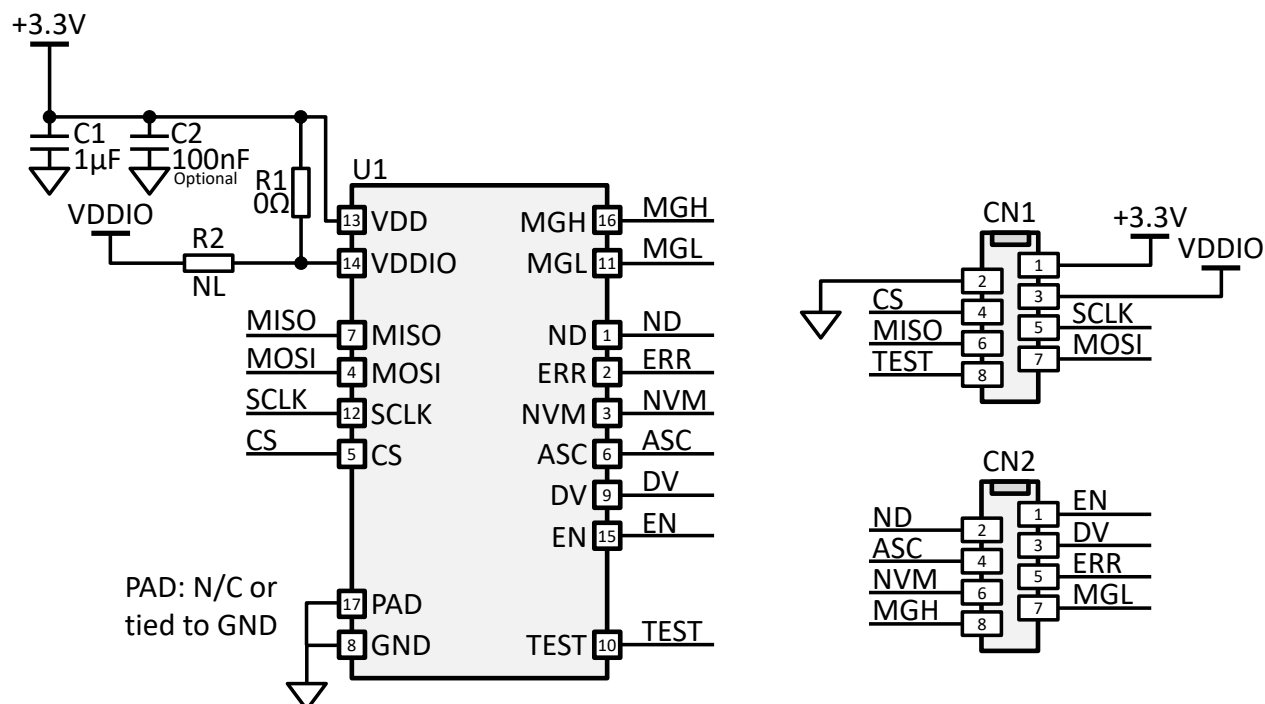 +3.3V
C1
1µF
C2
100nF
Optional
R1
0Ω
VDDIO
R2
NL
U1
13 VDD
14 VDDIO
MISO 7 MISO
MOSI 4 MOSI
SCLK 12 SCLK
CS 5 CS
17 PAD
8 GND
PAD: N/C or
tied to GND
MGH 16 MGH
MGL 11 MGL
ND 1 ND
ERR 2 ERR
NVM 3 NVM
ASC 6 ASC
DV 9 DV
EN 15 EN
TEST 10 TEST
CN1
+3.3V
VDDIO
1
2
3
CS 4
5 SCLK
MISO 6
7 MOSI
TEST 8
CN2
1 EN
ND 2
3 DV
ASC 4
5 ERR
NVM 6
7 MGL
MGH 8